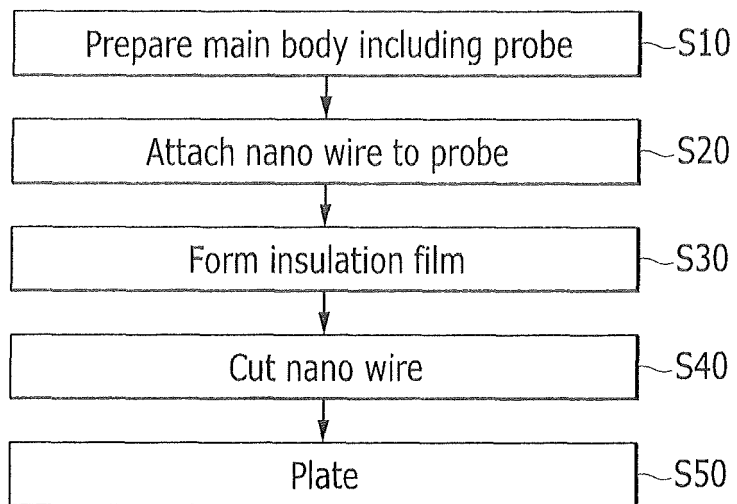 Prepare main body including probe S10
Attach nano wire to probe S20
Form insulation film S30
Cut nano wire S40
Plate S50